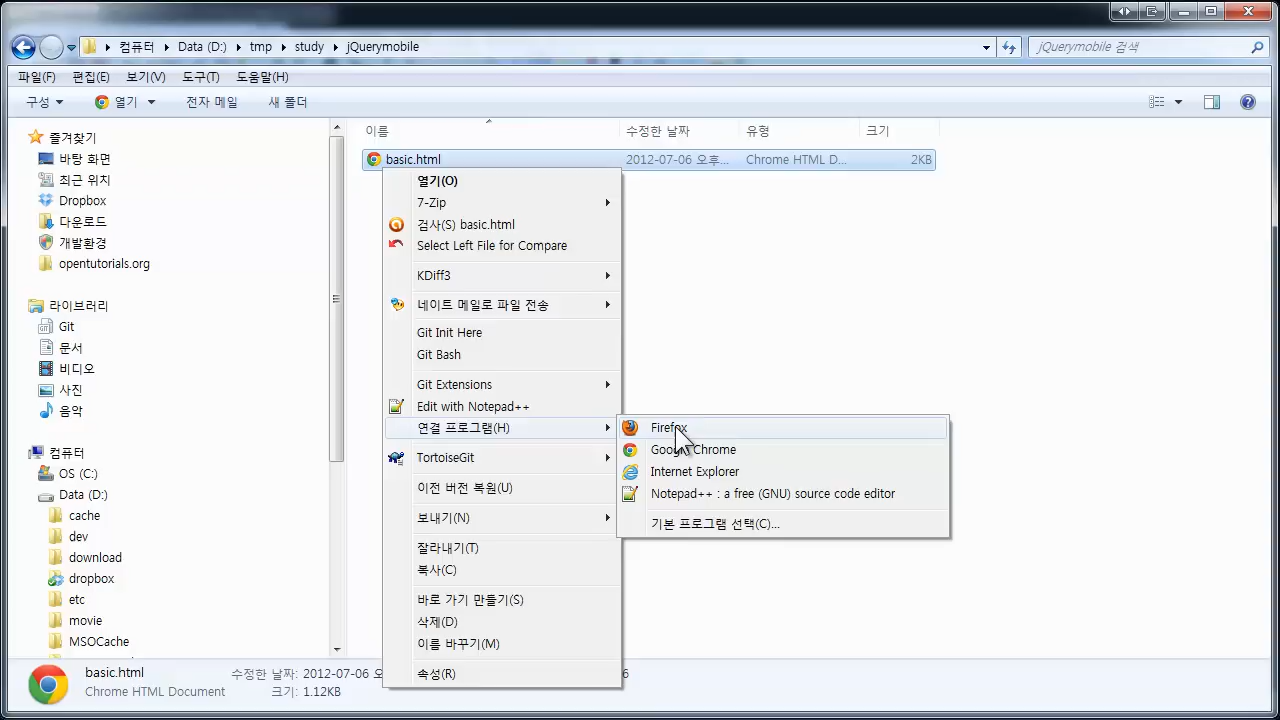 컴퓨터 Data (D:) tmp study jQuerymobile
jQuerymobile 검색
파일(F) 편집(E) 보기(V) 도구(T) 도움말(H)
구성 열기 전자 메일 새 폴더
즐겨찾기
바탕 화면
최근 위치
Dropbox
다운로드
개발환경
opentutorials.org
라이브러리
Git
문서
비디오
사진
음악
컴퓨터
OS (C:)
Data (D:)
cache
dev
download
dropbox
etc
movie
MSOCache
이름 수정한 날짜 유형 크기
basic.html 2012-07-06 오후... Chrome HTML D... 2KB
열기(O)
7-Zip
검사(S) basic.html
Select Left File for Compare
KDiff3
네이트 메일로 파일 전송
Git Init Here
Git Bash
Git Extensions
Edit with Notepad++
연결 프로그램(H)
TortoiseGit
이전 버전 복원(U)
보내기(N)
잘라내기(T)
복사(C)
바로 가기 만들기(S)
삭제(D)
이름 바꾸기(M)
속성(R)
Firefox
Google Chrome
Internet Explorer
Notepad++ : a free (GNU) source code editor
기본 프로그램 선택(C)...
basic.html 수정한 날짜: 2012-07-06
Chrome HTML Document 크기: 1.12KB